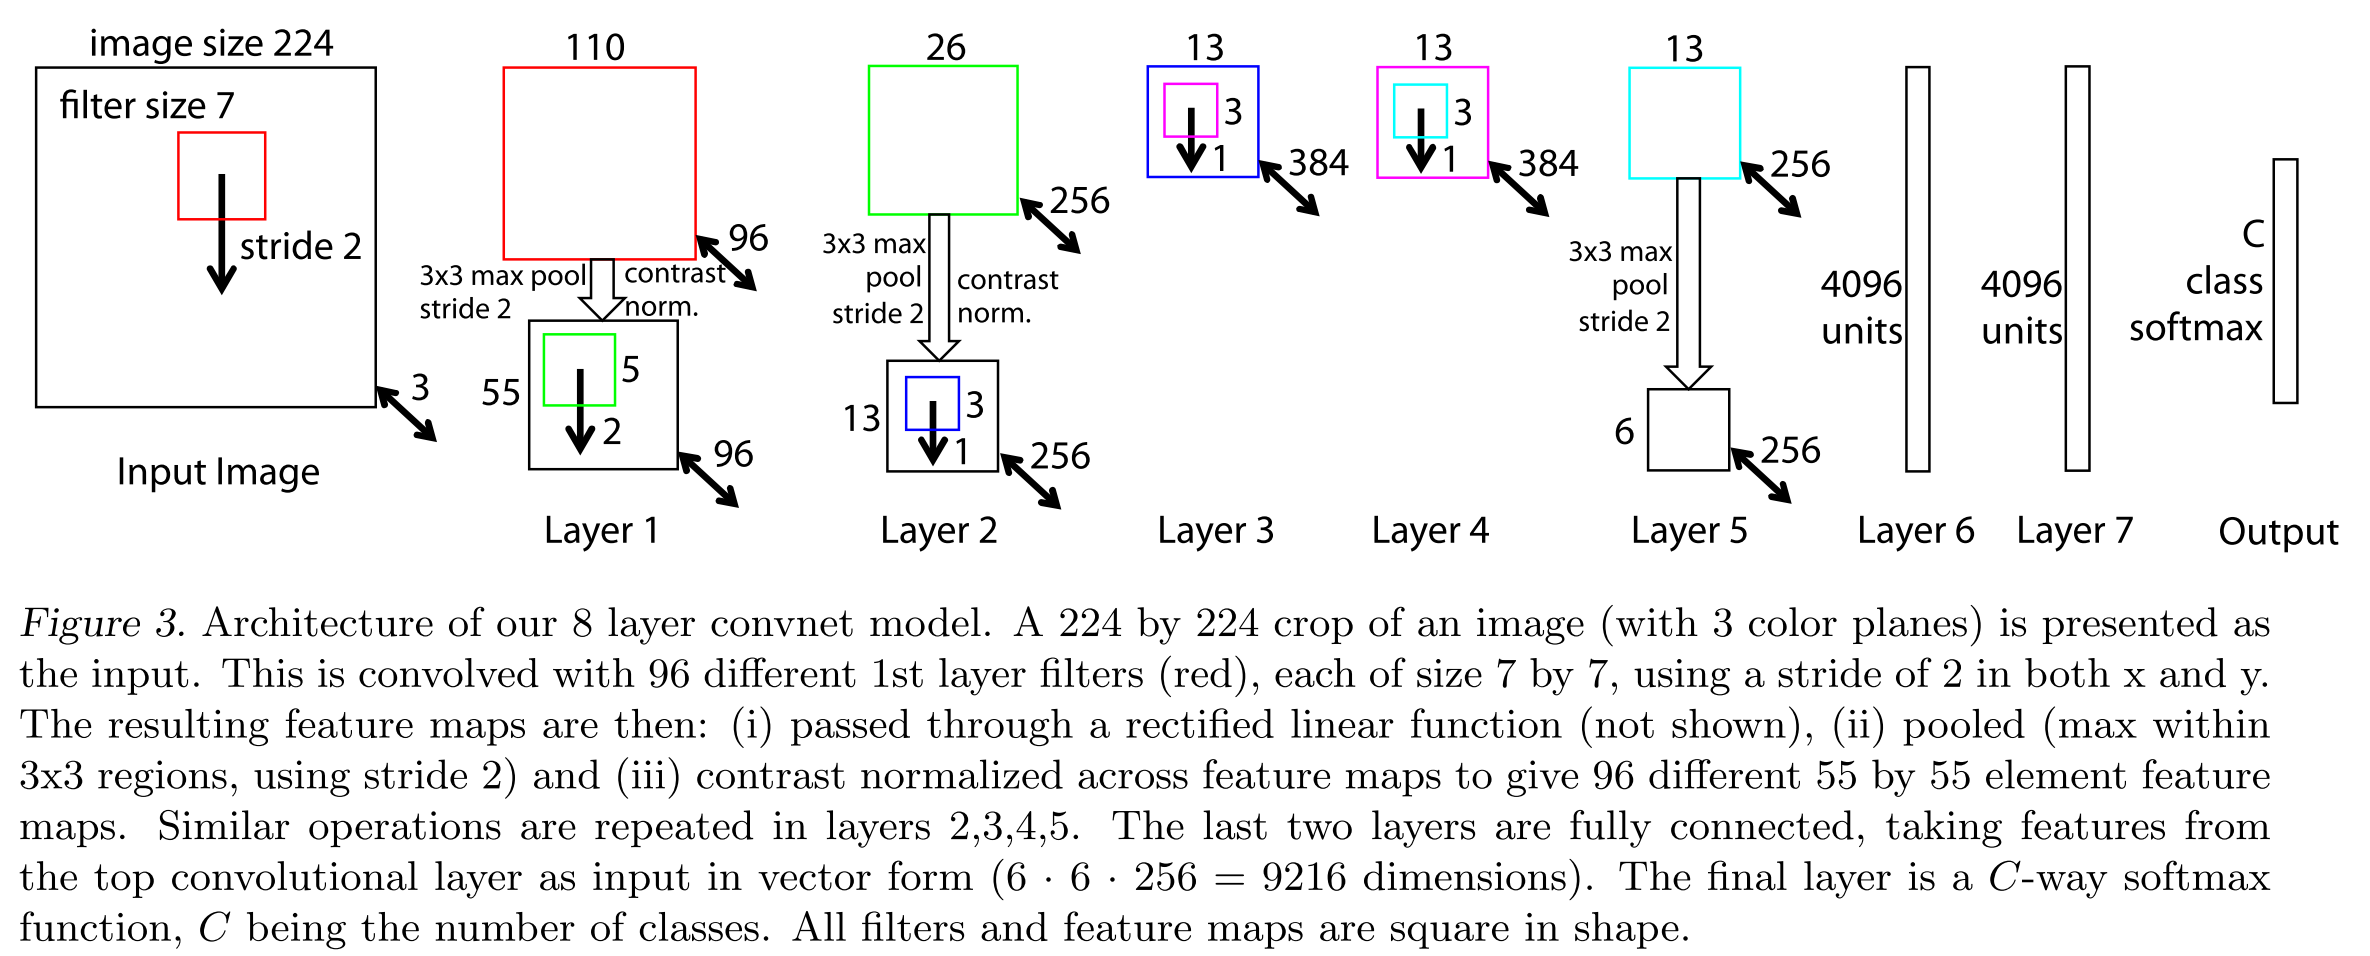 image size 224
filter size 7
stride 2
3
Input Image
110
96
3x3 max pool
stride 2
contrast
norm.
55
5
2
96
Layer 1
26
256
3x3 max
pool
stride 2
contrast
norm.
13
3
1
256
Layer 2
13
3
1
384
Layer 3
13
3
1
384
Layer 4
13
256
3x3 max
pool
stride 2
6
256
Layer 5
4096
units
Layer 6
4096
units
Layer 7
C
class
softmax
Output
Figure 3. Architecture of our 8 layer convnet model. A 224 by 224 crop of an image (with 3 color planes) is presented as
the input. This is convolved with 96 different 1st layer filters (red), each of size 7 by 7, using a stride of 2 in both x and y.
The resulting feature maps are then: (i) passed through a rectified linear function (not shown), (ii) pooled (max within
3x3 regions, using stride 2) and (iii) contrast normalized across feature maps to give 96 different 55 by 55 element feature
maps. Similar operations are repeated in layers 2,3,4,5. The last two layers are fully connected, taking features from
the top convolutional layer as input in vector form (6 · 6 · 256 = 9216 dimensions). The final layer is a C-way softmax
function, C being the number of classes. All filters and feature maps are square in shape.